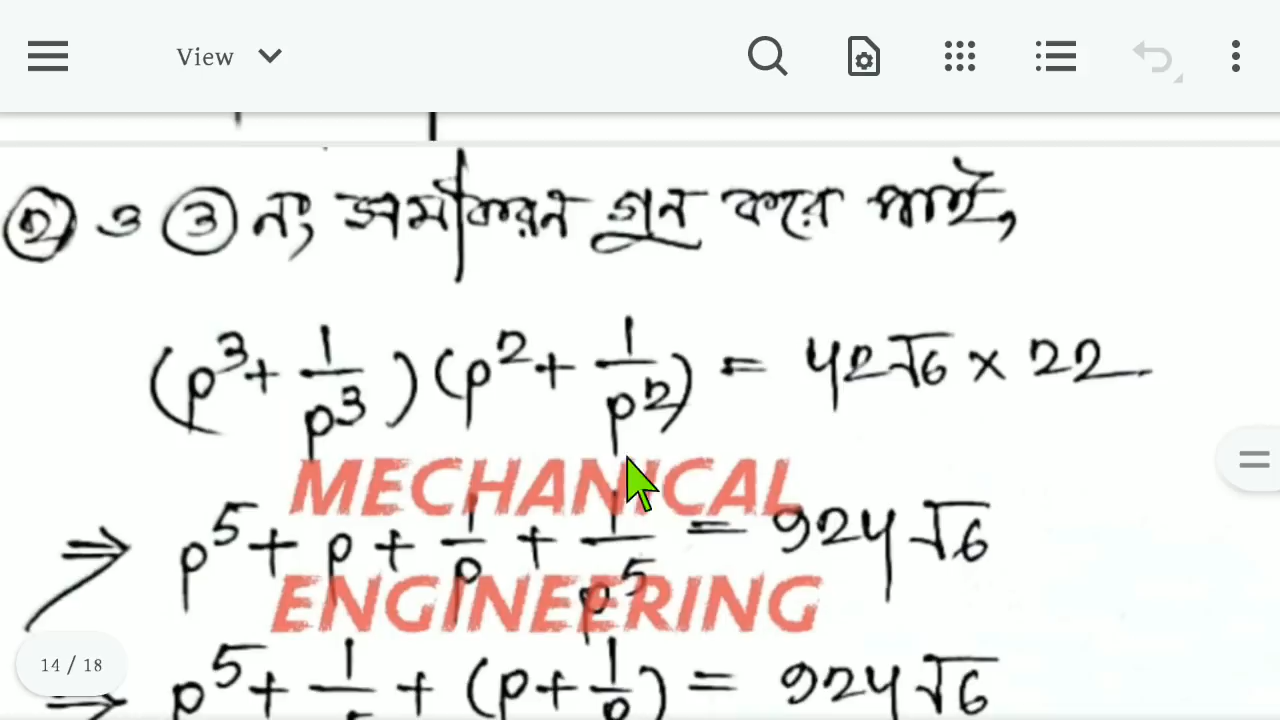 View
② ও ③ নং সমীকরন গুন করে পাই,
(p³ + 1/p³)(p² + 1/p²) = 42√6 × 22
MECHANICAL
⇒ p⁵ + p + 1/p + 1/p⁵ = 924√6
ENGINEERING
14 / 18
⇒ p⁵ + 1/p⁵ + (p + 1/p) = 924√6